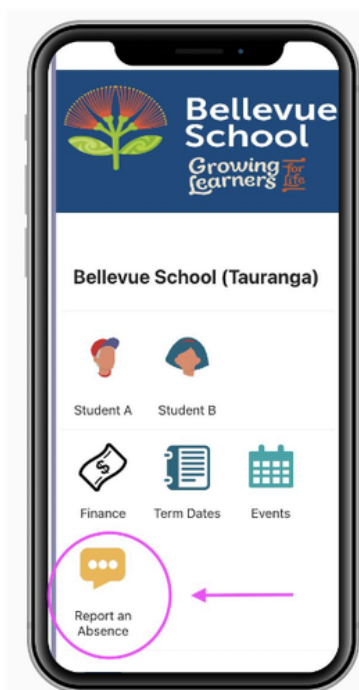 Bellevue
School
Growing for
Learners life
Bellevue School (Tauranga)
Student A Student B
Finance Term Dates Events
Report an
Absence